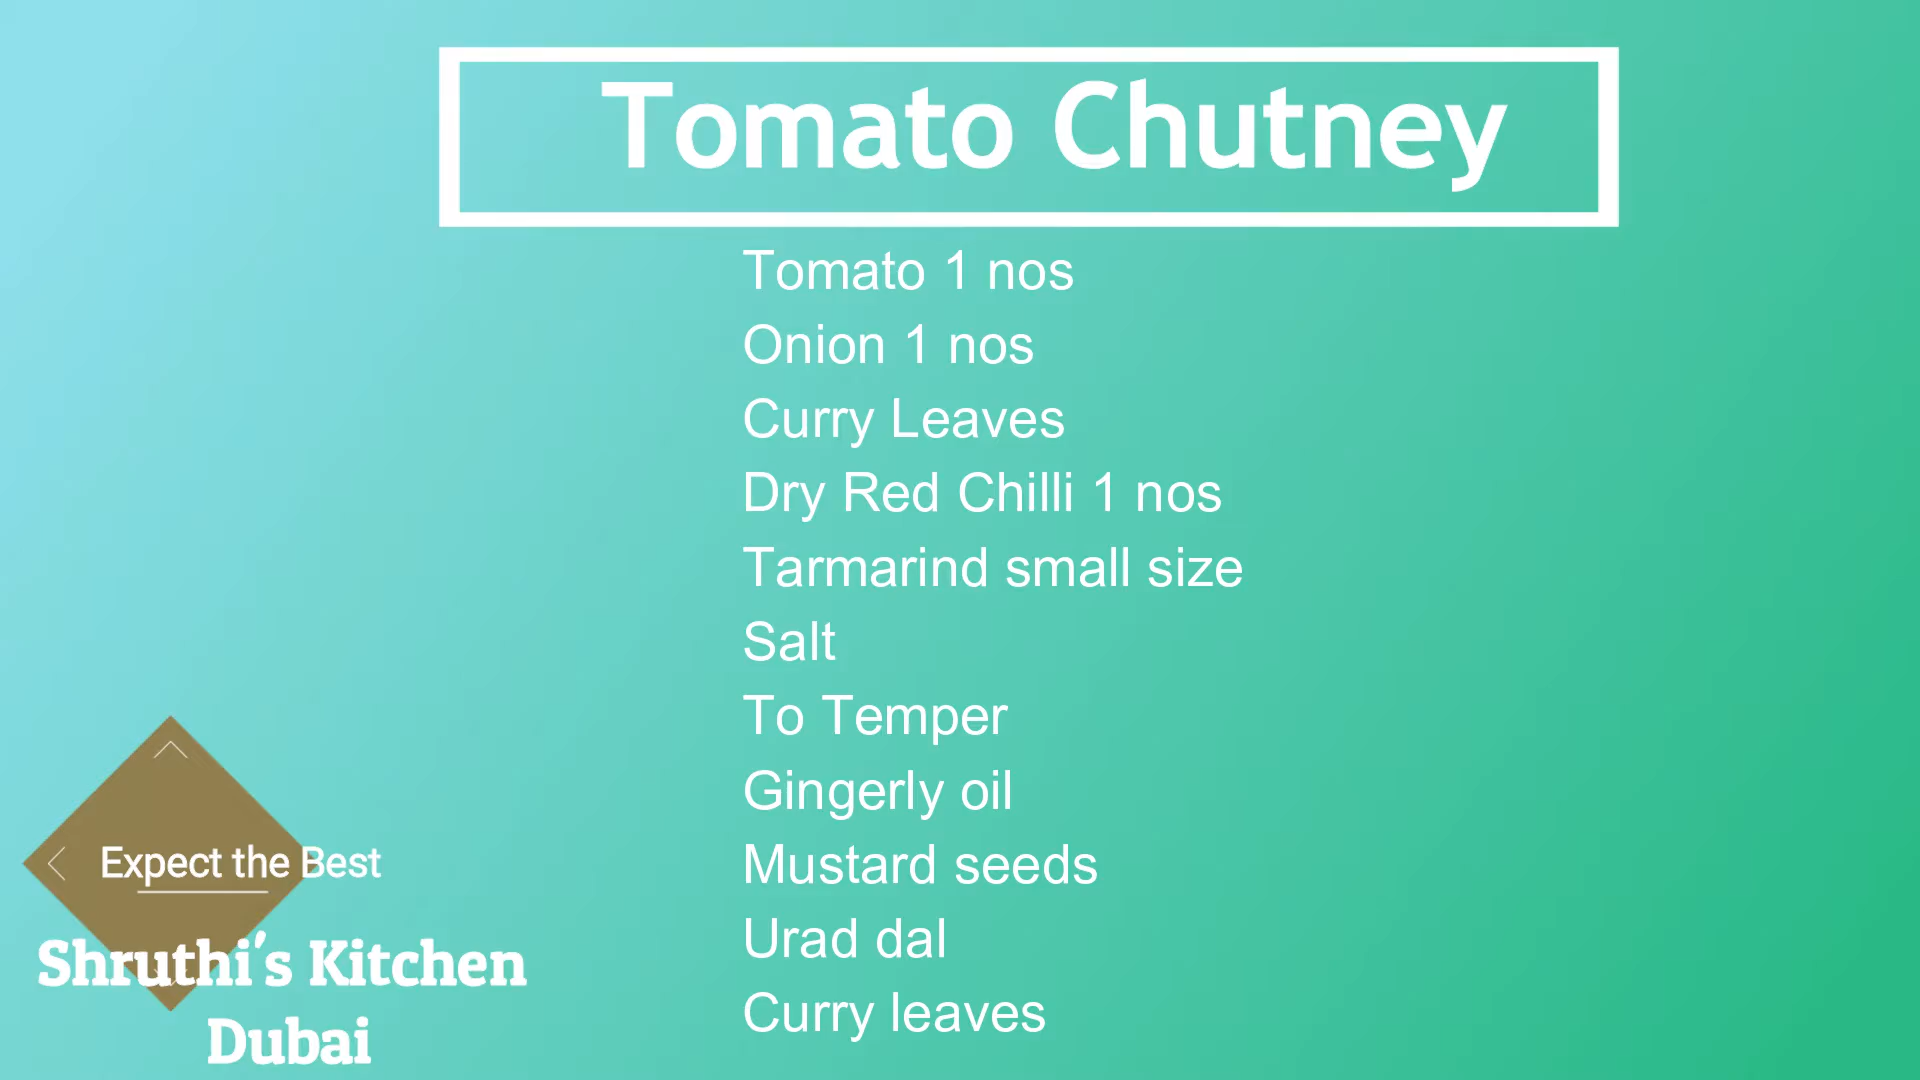 Tomato Chutney
Tomato 1 nos
Onion 1 nos
Curry Leaves
Dry Red Chilli 1 nos
Tarmarind small size
Salt
To Temper
Gingerly oil
Mustard seeds
Urad dal
Curry leaves
Expect the Best
Shruthi's Kitchen
Dubai